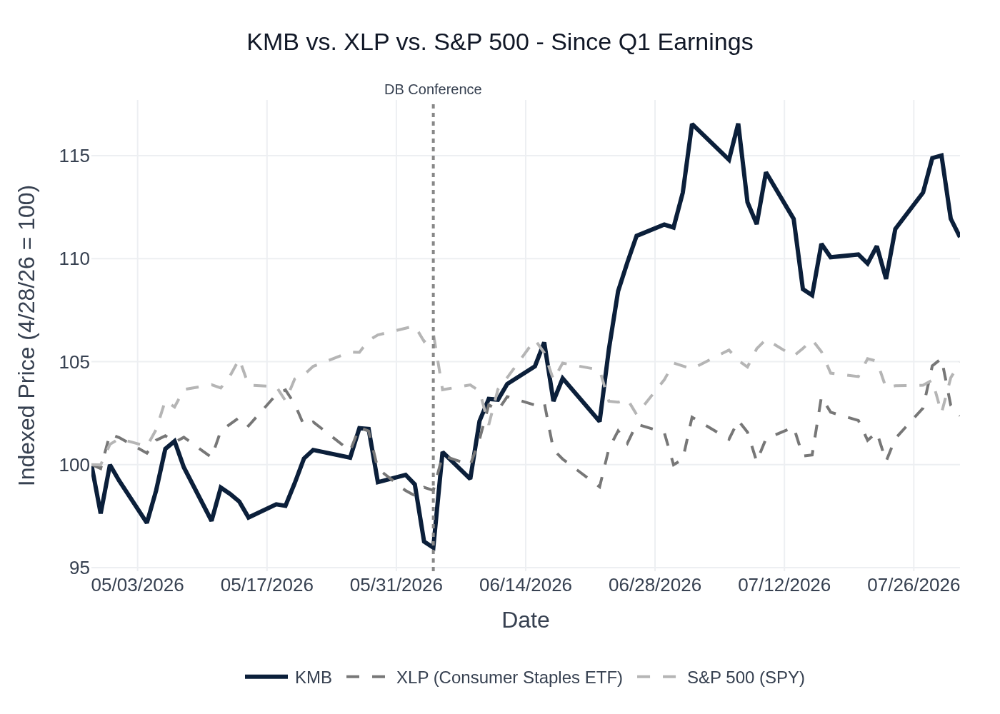 KMB vs. XLP vs. S&P 500 - Since Q1 Earnings
DB Conference
Indexed Price (4/28/26 = 100)
115
110
105
100
95
05/03/2026 05/17/2026 05/31/2026 06/14/2026 06/28/2026 07/12/2026 07/26/2026
Date
KMB XLP (Consumer Staples ETF) S&P 500 (SPY)